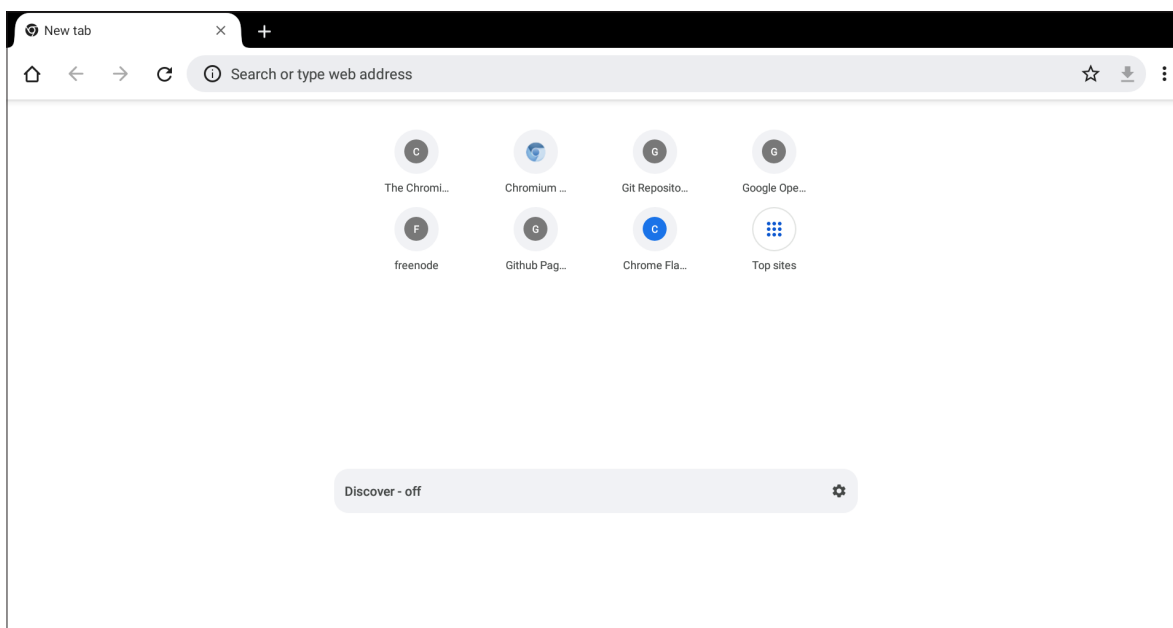 New tab
Search or type web address
C
G
G
The Chromi...
Chromium ...
Git Reposito...
Google Ope...
F
G
C
freenode
Github Pag...
Chrome Fla...
Top sites
Discover - off